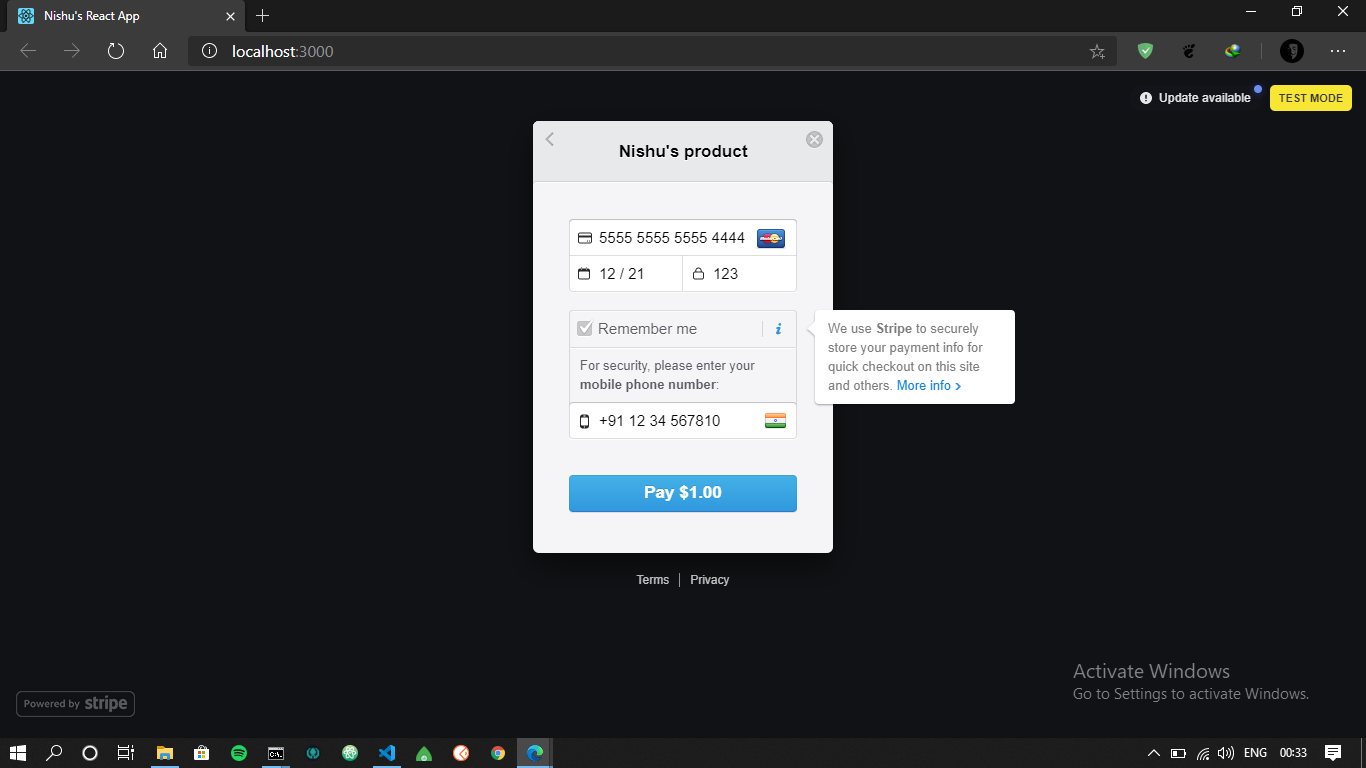 Nishu's React App
localhost:3000
Update available
TEST MODE
Nishu's product
5555 5555 5555 4444
12 / 21
123
Remember me
For security, please enter your
mobile phone number:
+91 12 34 567810
We use Stripe to securely
store your payment info for
quick checkout on this site
and others. More info
Pay $1.00
Terms
Privacy
Activate Windows
Go to Settings to activate Windows.
Powered by stripe
ENG
00:33